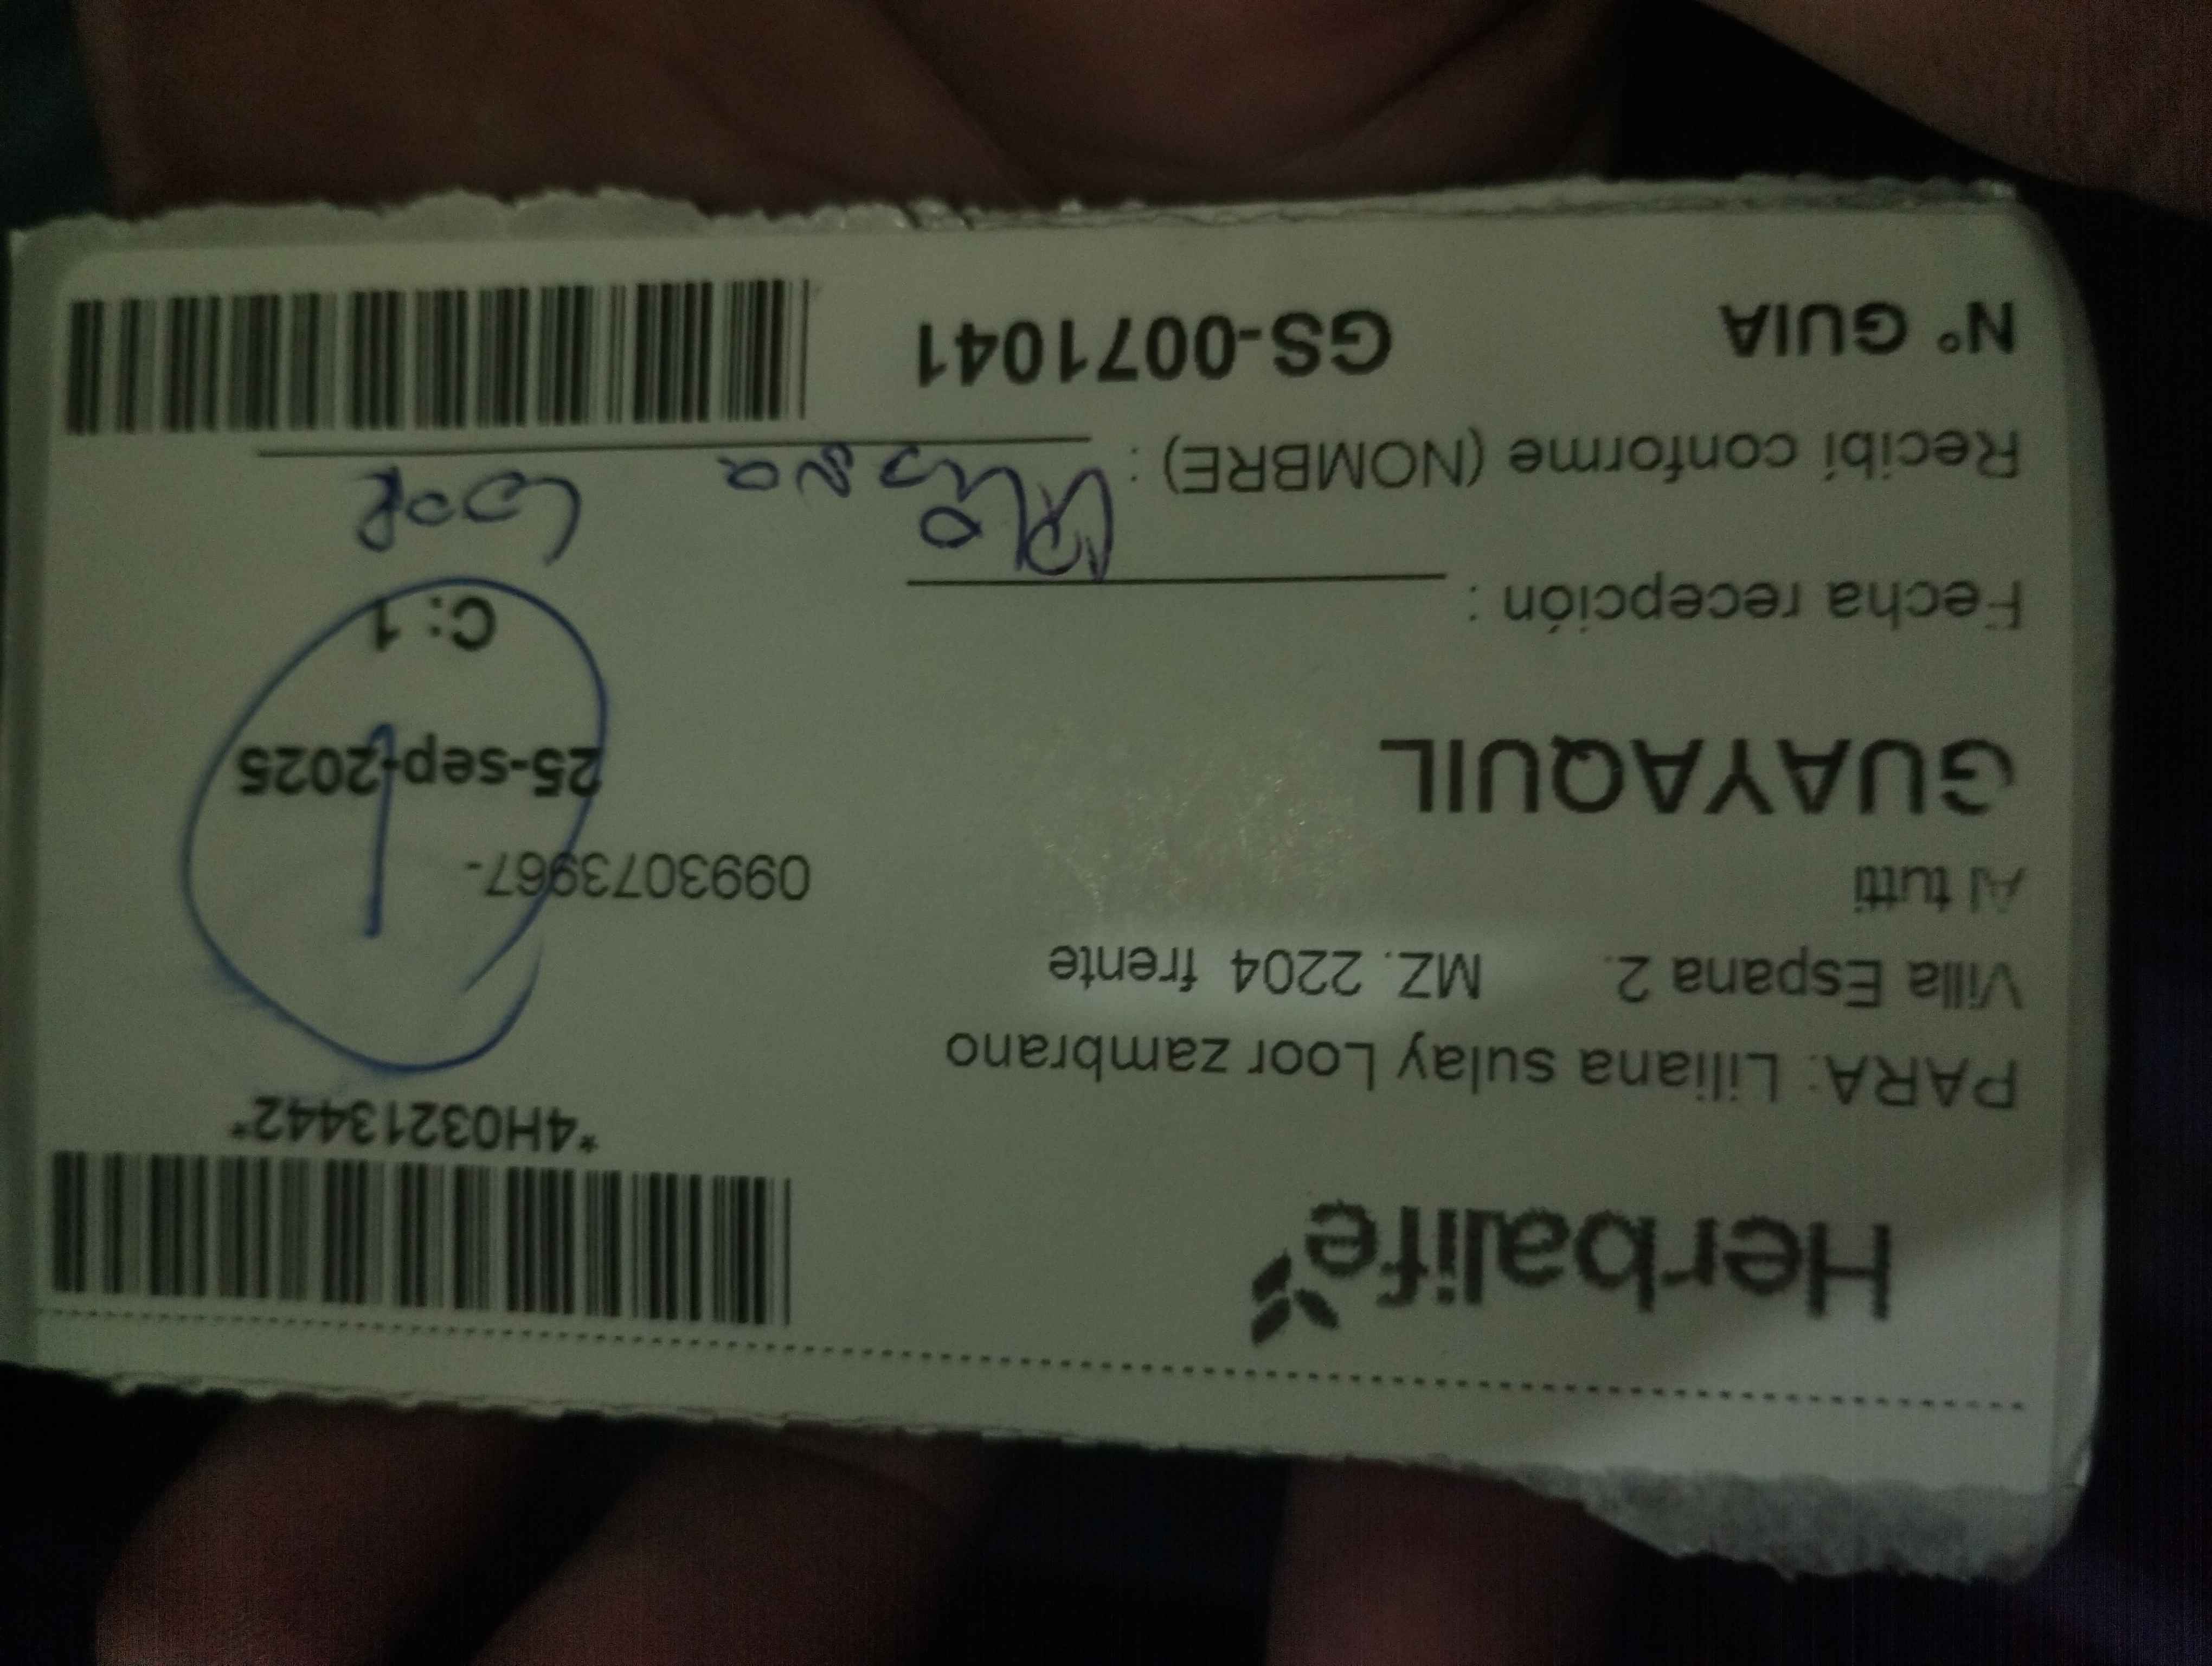 Herbalife
*4H03213442*
PARA: Liliana sulay Loor zambrano
Villa Espana 2. MZ. 2204 frente
Al tutti
0993073967-
GUAYAQUIL
25-sep-2025
1
Fecha recepción :
C: 1
Recibí conforme (NOMBRE) :
Loor
N° GUIA GS-0071041